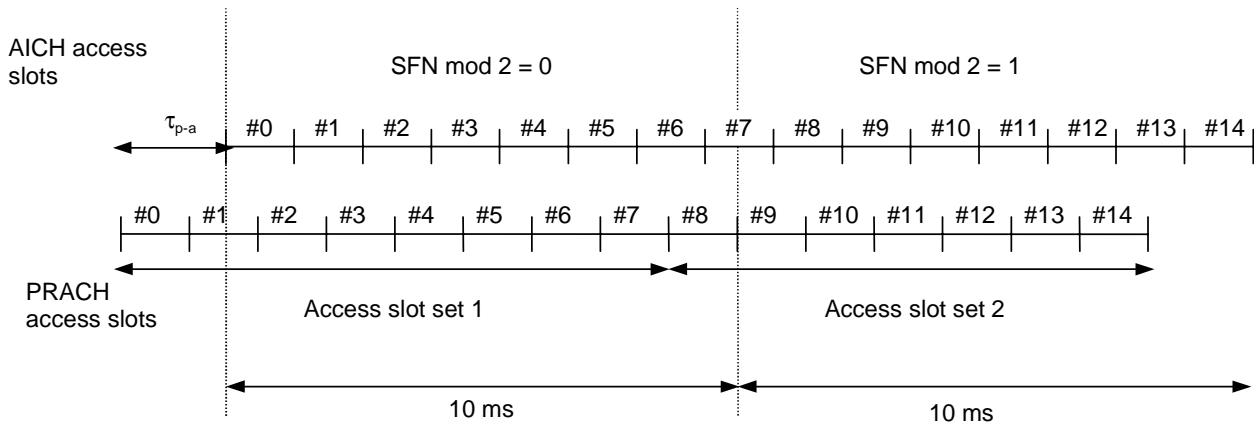 AICH access
slots
SFN mod 2 = 0
SFN mod 2 = 1
τp-a
#0 #1 #2 #3 #4 #5 #6 #7 #8 #9 #10 #11 #12 #13 #14
#0 #1 #2 #3 #4 #5 #6 #7 #8 #9 #10 #11 #12 #13 #14
PRACH
access slots
Access slot set 1
Access slot set 2
10 ms
10 ms